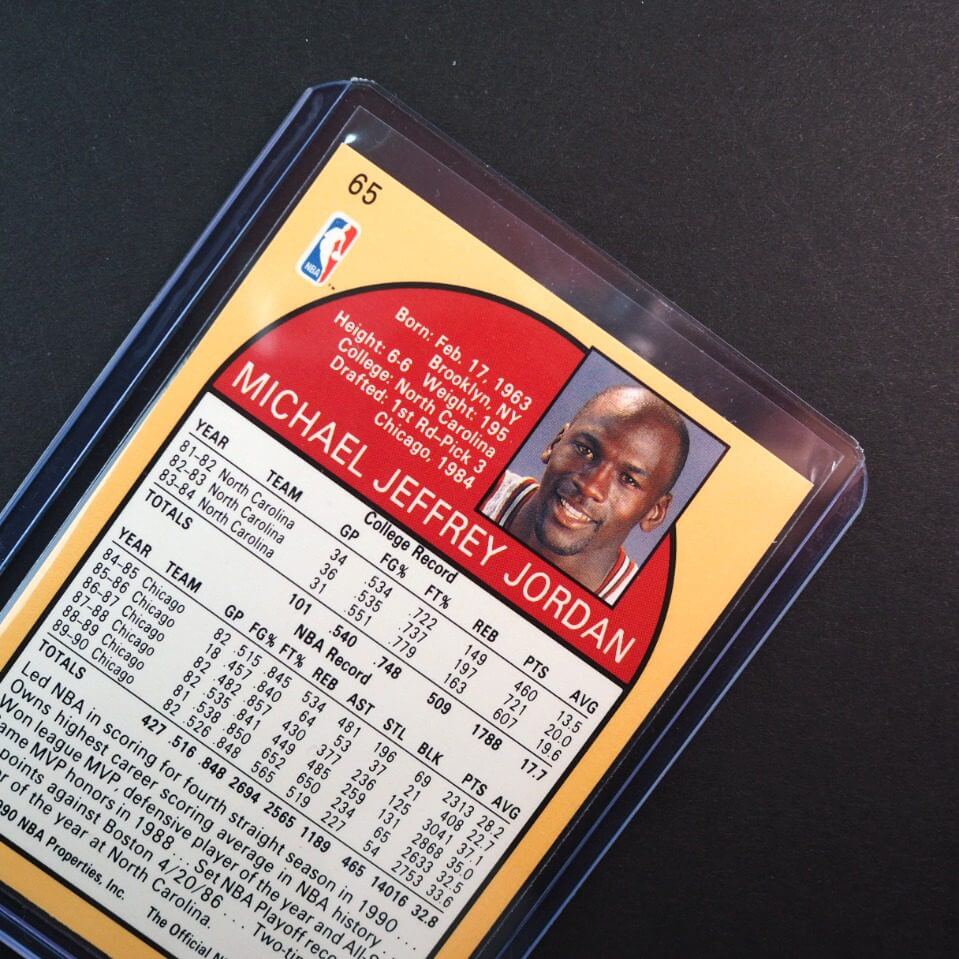 65
NBA
Born: Feb. 17, 1963
Brooklyn, NY
Height: 6-6 Weight: 195
College: North Carolina
Drafted: 1st Rd-Pick 3
Chicago, 1984
MICHAEL JEFFREY JORDAN
College Record
YEAR TEAM GP FG% FT% REB PTS AVG
81-82 North Carolina 34 .534 .722 149 460 13.5
82-83 North Carolina 36 .535 .737 197 721 20.0
83-84 North Carolina 31 .551 .779 163 607 19.6
TOTALS 101 .540 .748 509 1788 17.7
NBA Record
YEAR TEAM GP FG% FT% REB AST STL BLK PTS AVG
84-85 Chicago 82 .515 .845 534 481 196 69 2313 28.2
85-86 Chicago 18 .457 .840 64 53 37 21 408 22.7
86-87 Chicago 82 .482 .857 430 377 236 125 3041 37.1
87-88 Chicago 82 .535 .841 449 485 259 131 2868 35.0
88-89 Chicago 81 .538 .850 652 650 234 65 2633 32.5
89-90 Chicago 82 .526 .848 565 519 227 54 2753 33.6
TOTALS 427 .516 .848 2694 2565 1189 465 14016 32.8
Led NBA in scoring for fourth straight season in 1990 ...
Owns highest career scoring average in NBA history ...
Won league MVP, defensive player of the year and All-S
ame MVP honors in 1988 ... Set NBA Playoff reco
points against Boston 4/20/86 ... Two-tim
of the year at North Carolina.
90 NBA Properties, Inc.
The Official N